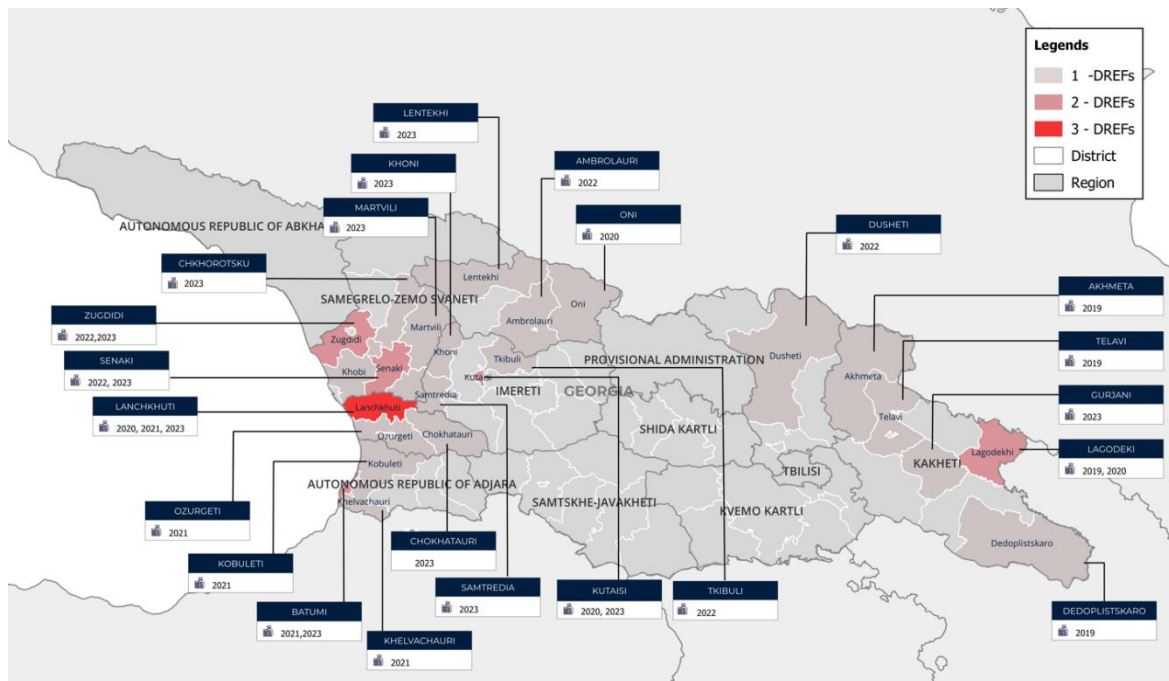 Legends
1 -DREFs
2 - DREFs
3 - DREFs
District
Region
LENTEKHI
2023
KHONI
2023
MARTVILI
2023
AMBROLAURI
2022
ONI
2020
DUSHETI
2022
AKHMETA
2019
TELAVI
2019
GURJANI
2023
LAGODEKI
2019, 2020
DEDOPLISTSKARO
2019
CHKHOROTSKU
2023
ZUGDIDI
2022,2023
SENAKI
2022, 2023
LANCHKHUTI
2020, 2021, 2023
OZURGETI
2021
KOBULETI
2021
BATUMI
2021,2023
KHELVACHAURI
2021
CHOKHATAURI
2023
SAMTREDIA
2023
KUTAISI
2020, 2023
TKIBULI
2022
AUTONOMOUS REPUBLIC OF ABKHA
SAMEGRELO-ZEMO SVANETI
PROVISIONAL ADMINISTRATION
IMERETI
GEORGIA
SHIDA KARTLI
TBILISI
KAKHETI
AUTONOMOUS REPUBLIC OF ADJARA
SAMTSKHE-JAVAKHETI
KVEMO KARTLI
Lentekhi
Oni
Ambrolauri
Martvili
Zugdidi
Khoni
Tkibuli
Dusheti
Khobi
Senaki
Kutaisi
Akhmeta
Samtredia
Lanchkhuti
Telavi
Ozurgeti
Chokhatauri
Lagodekhi
Kobuleti
Khelvachauri
Dedoplistskaro